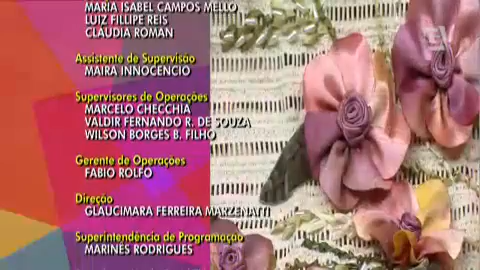 MARIA ISABEL CAMPOS MELLO
LUIZ FILLIPE REIS
CLAUDIA ROMAN
Assistente de Supervisão
MAIRA INNOCENCIO
Supervisores de Operações
MARCELO CHECCHIA
VALDIR FERNANDO R. DE SOUZA
WILSON BORGES B. FILHO
Gerente de Operações
FABIO ROLFO
Direção
GLAUCIMARA FERREIRA MARZENATTI
Superintendência de Programação
MARINES RODRIGUES